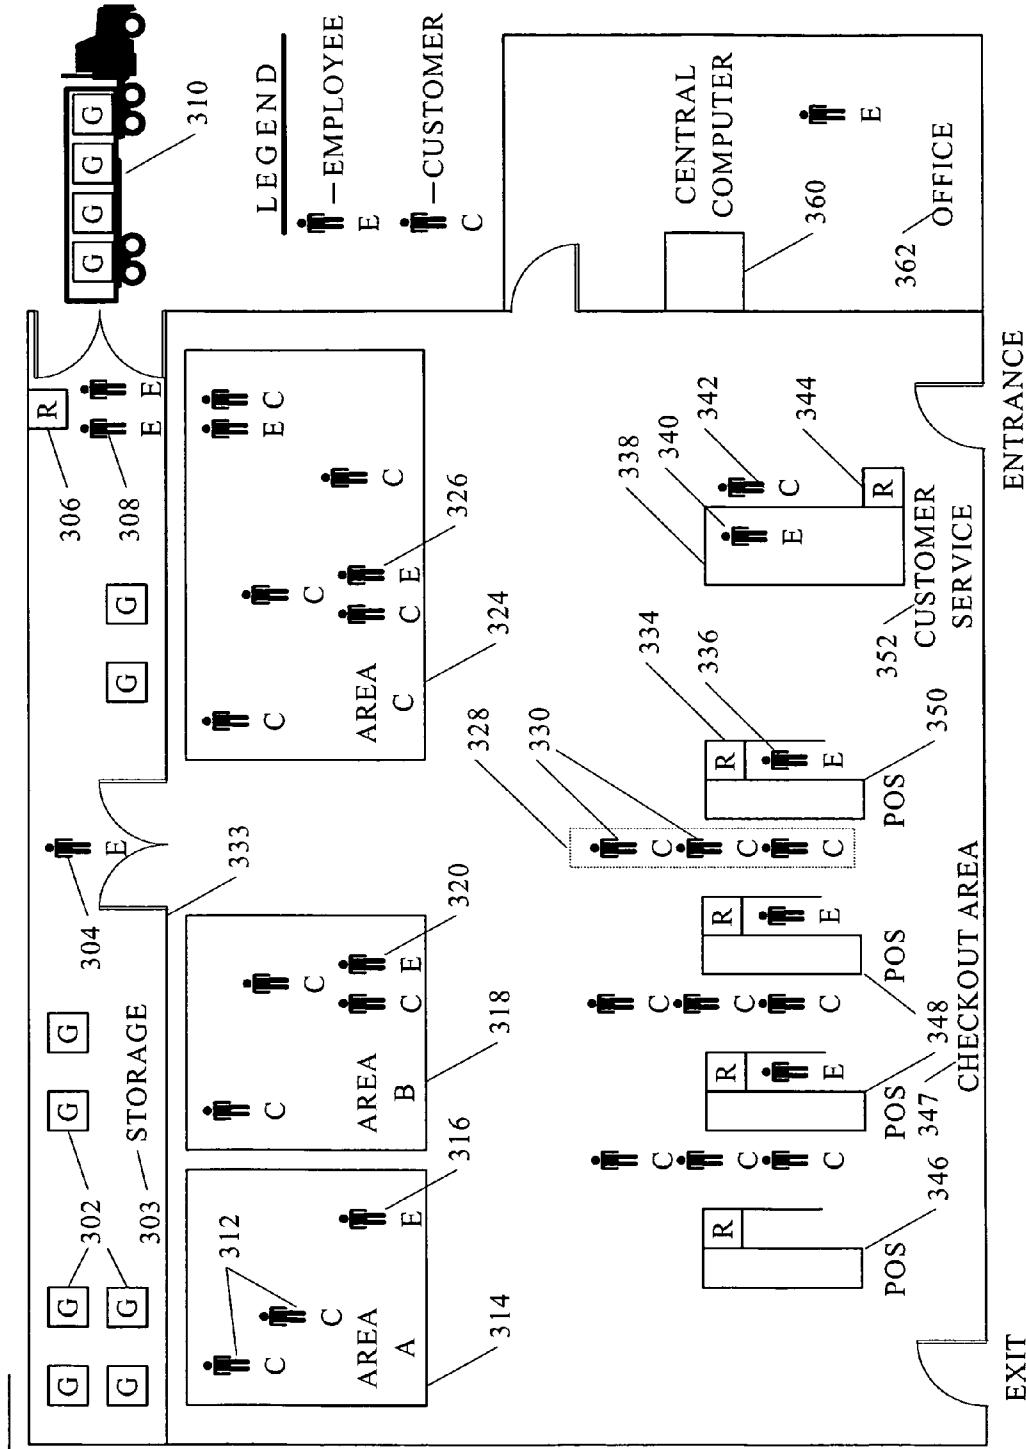 G
G
G
G
R
306
G
G
G
G
302
304
E
G
G
G
G
308
E
E
303
STORAGE
310
333
LEGEND
C
C
C
C
C
E
C
312
C
C
EMPLOYEE
E
C
AREA
A
E
316
AREA
B
C
E
320
AREA
C
C
E
326
C
CUSTOMER
C
314
318
324
328
330
C
C
C
C
C
C
C
C
C
334
336
338
340
342
344
R
R
E
R
E
R
E
E
C
R
CENTRAL
COMPUTER
360
E
POS
346
POS
348
POS
POS
350
352
CUSTOMER
SERVICE
362
OFFICE
347
CHECKOUT AREA
EXIT
ENTRANCE